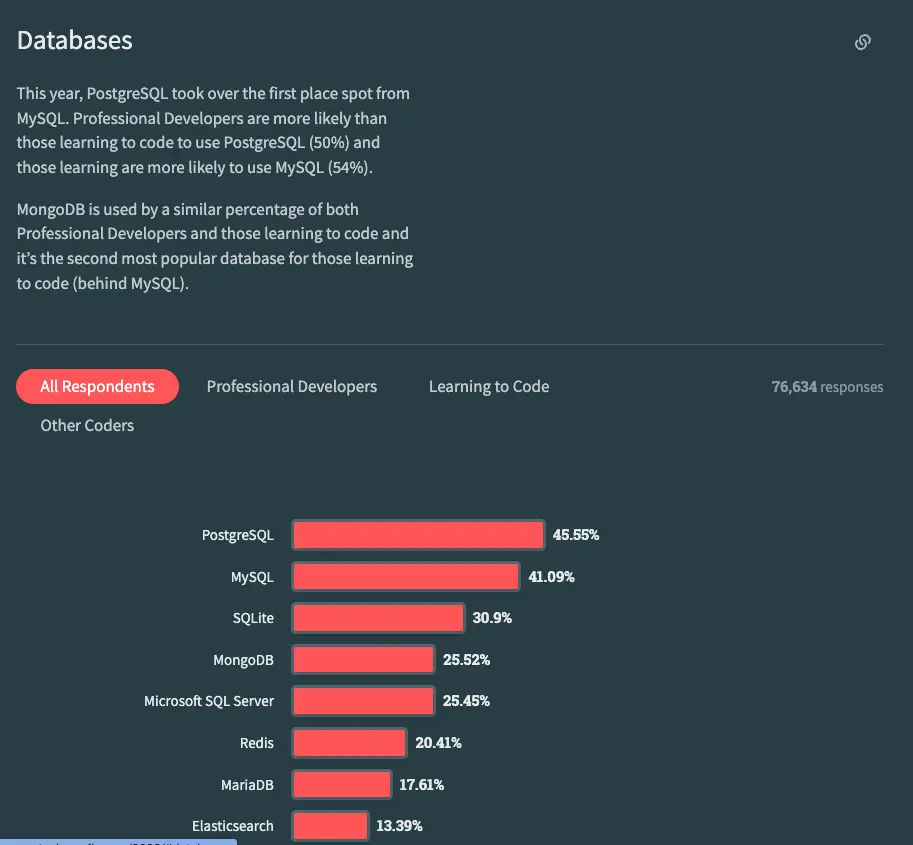 Databases
This year, PostgreSQL took over the first place spot from
MySQL. Professional Developers are more likely than
those learning to code to use PostgreSQL (50%) and
those learning are more likely to use MySQL (54%).
MongoDB is used by a similar percentage of both
Professional Developers and those learning to code and
it's the second most popular database for those learning
to code (behind MySQL).
All Respondents Professional Developers Learning to Code 76,634 responses
Other Coders
PostgreSQL 45.55%
MySQL 41.09%
SQLite 30.9%
MongoDB 25.52%
Microsoft SQL Server 25.45%
Redis 20.41%
MariaDB 17.61%
Elasticsearch 13.39%